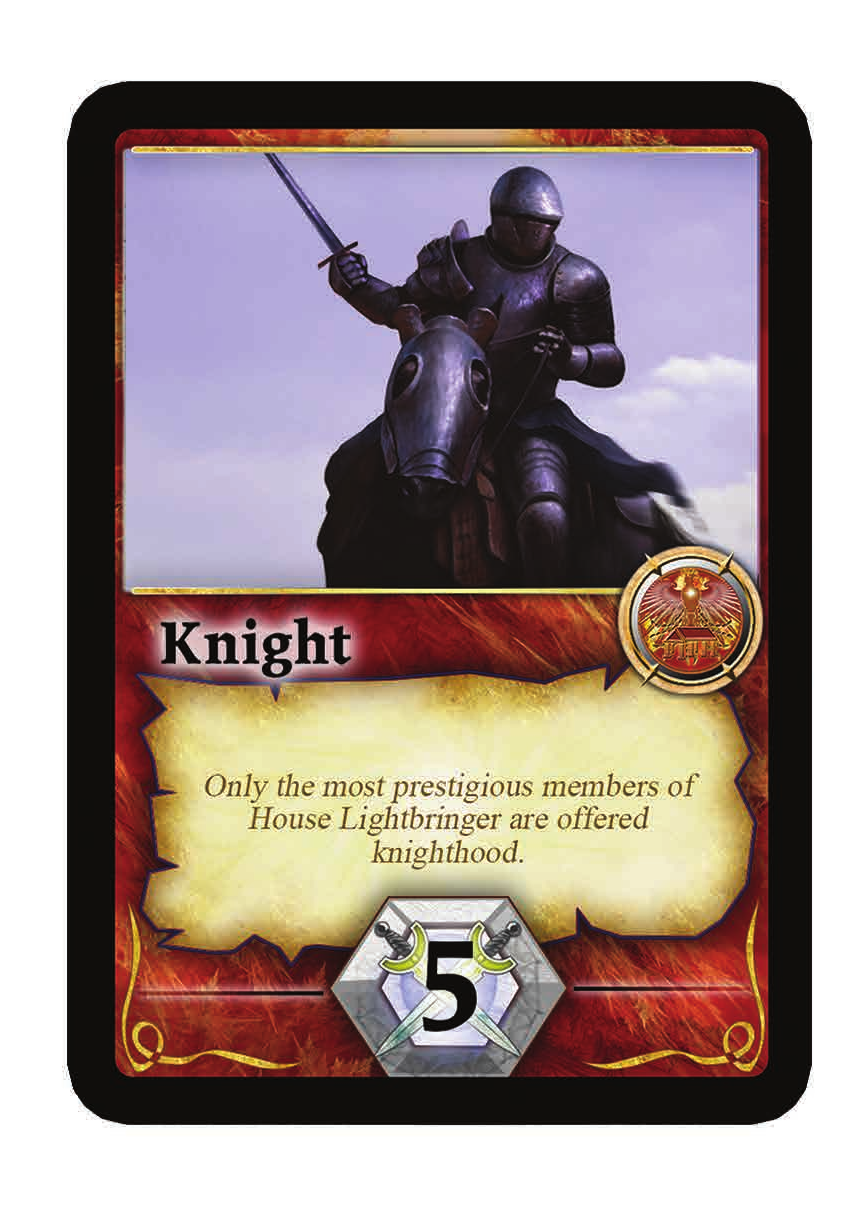 Knight
Only the most prestigious members of
House Lightbringer are offered
knighthood.
5